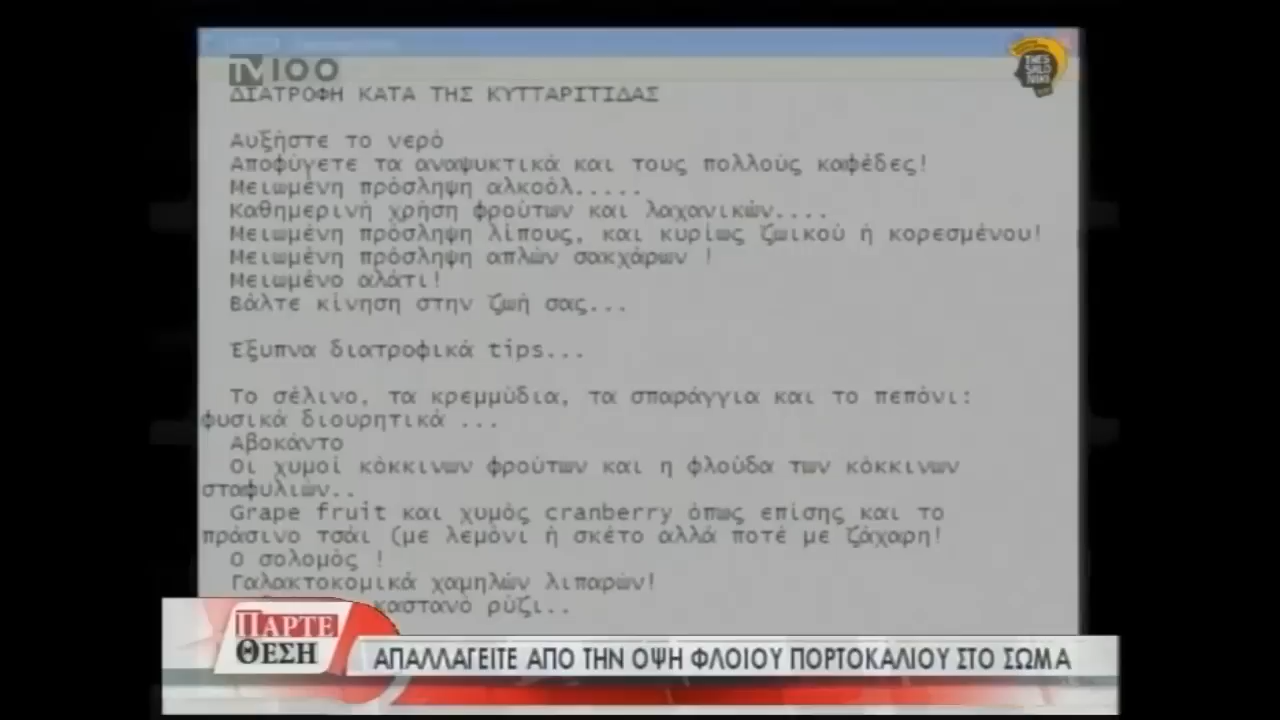 TV100
THES
SALO
NIKI
ΔΙΑΤΡΟΦΗ ΚΑΤΑ ΤΗΣ ΚΥΤΤΑΡΙΤΙΔΑΣ
Αυξήστε το νερό
Αποφύγετε τα αναψυκτικά και τους πολλούς καφέδες!
Μειωμένη πρόσληψη αλκοόλ.....
Καθημερινή χρήση φρούτων και λαχανικών....
Μειωμένη πρόσληψη λίπους, και κυρίως ζωικού ή κορεσμένου!
Μειωμένη πρόσληψη απλών σακχάρων !
Μειωμένο αλάτι!
Βάλτε κίνηση στην ζωή σας...
Έξυπνα διατροφικά tips...
Το σέλινο, τα κρεμμύδια, τα σπαράγγια και το πεπόνι:
φυσικά διουρητικά ...
Αβοκάντο
Οι χυμοί κόκκινων φρούτων και η φλούδα των κόκκινων
σταφυλιών..
Grape fruit και χυμός cranberry όπως επίσης και το
πράσινο τσάι (με λεμόνι ή σκέτο αλλά ποτέ με ζάχαρη!
Ο σολομός !
Γαλακτοκομικά χαμηλών λιπαρών!
καστανό ρύζι..
ΠΑΡΤΕ
ΘΕΣΗ
ΑΠΑΛΛΑΓΕΙΤΕ ΑΠΟ ΤΗΝ ΟΨΗ ΦΛΟΙΟΥ ΠΟΡΤΟΚΑΛΙΟΥ ΣΤΟ ΣΩΜΑ